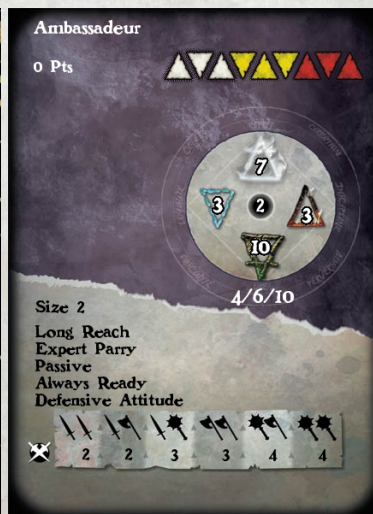 Ambassadeur
0 Pts
7
3 2 3
10
4/6/10
Size 2
Long Reach
Expert Parry
Passive
Always Ready
Defensive Attitude
2 2 3 3 4 4